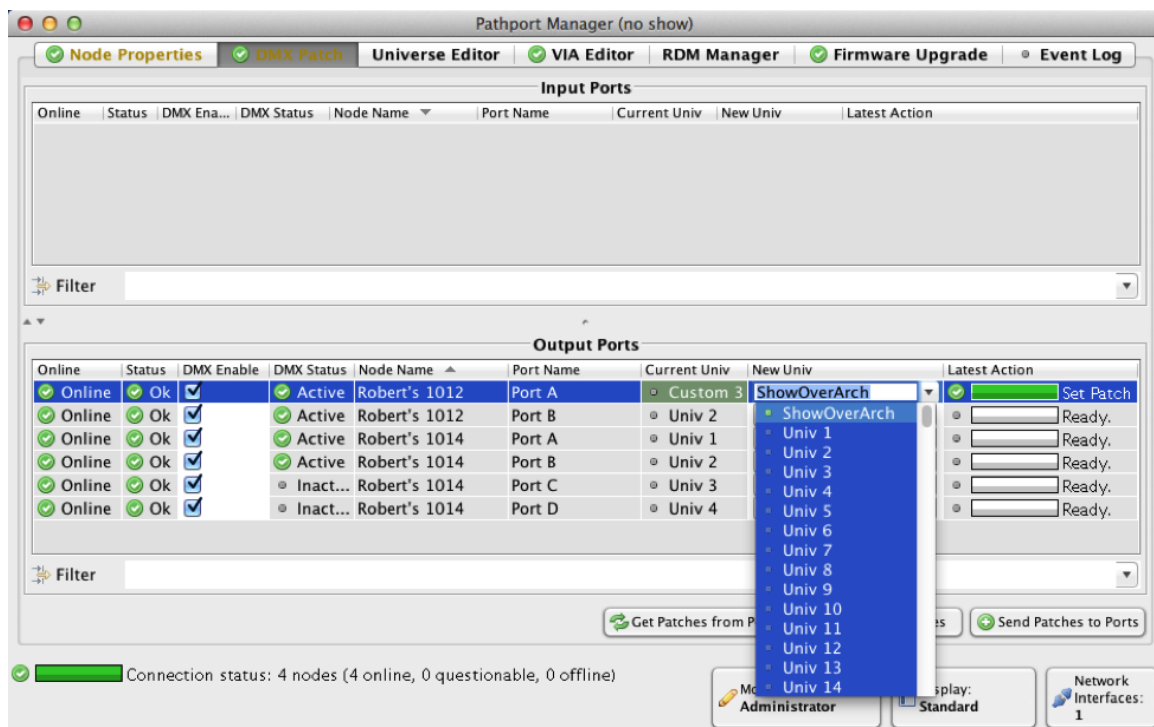 Pathport Manager (no show)
Node Properties DMX Patch Universe Editor VIA Editor RDM Manager Firmware Upgrade Event Log
Input Ports
Online Status DMX Ena... DMX Status Node Name Port Name Current Univ New Univ Latest Action
Filter
Output Ports
Online Status DMX Enable DMX Status Node Name Port Name Current Univ New Univ Latest Action
Online Ok Active Robert's 1012 Port A Custom 3 ShowOverArch Set Patch
Online Ok Active Robert's 1012 Port B Univ 2 ShowOverArch Ready.
Online Ok Active Robert's 1014 Port A Univ 1 Univ 1 Ready.
Univ 2
Online Ok Active Robert's 1014 Port B Univ 2 Univ 3 Ready.
Online Ok Inact... Robert's 1014 Port C Univ 3 Univ 4 Ready.
Online Ok Inact... Robert's 1014 Port D Univ 4 Univ 5 Ready.
Univ 6
Univ 7
Filter Univ 8
Univ 9
Univ 10
Get Patches from P Univ 11 es Send Patches to Ports
Univ 12
Connection status: 4 nodes (4 online, 0 questionable, 0 offline) Univ 13
Mo Univ 14 splay: Network
Administrator Standard Interfaces:
1